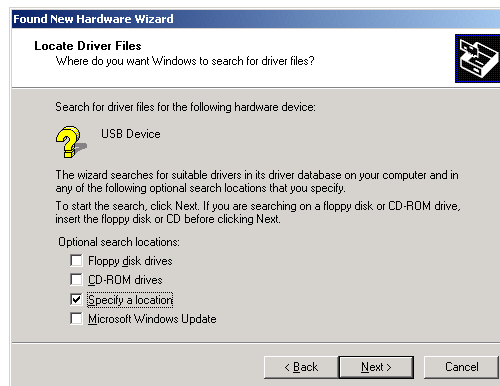 Found New Hardware Wizard
Locate Driver Files
Where do you want Windows to search for driver files?
Search for driver files for the following hardware device:
USB Device
The wizard searches for suitable drivers in its driver database on your computer and in
any of the following optional search locations that you specify.
To start the search, click Next. If you are searching on a floppy disk or CD-ROM drive,
insert the floppy disk or CD before clicking Next.
Optional search locations:
Floppy disk drives
CD-ROM drives
Specify a location
Microsoft Windows Update
< Back Next > Cancel